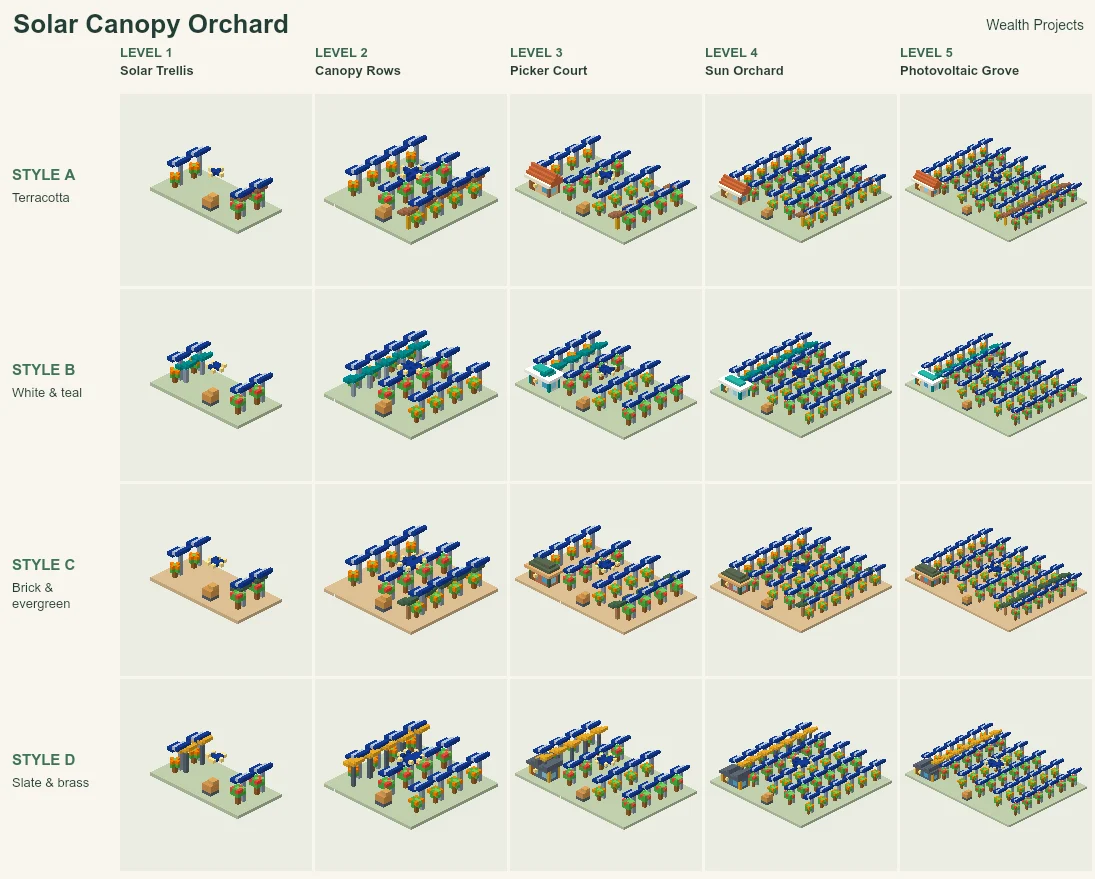 Solar Canopy Orchard
Wealth Projects
LEVEL 1
Solar Trellis
LEVEL 2
Canopy Rows
LEVEL 3
Picker Court
LEVEL 4
Sun Orchard
LEVEL 5
Photovoltaic Grove
STYLE A
Terracotta
STYLE B
White & teal
STYLE C
Brick &
evergreen
STYLE D
Slate & brass